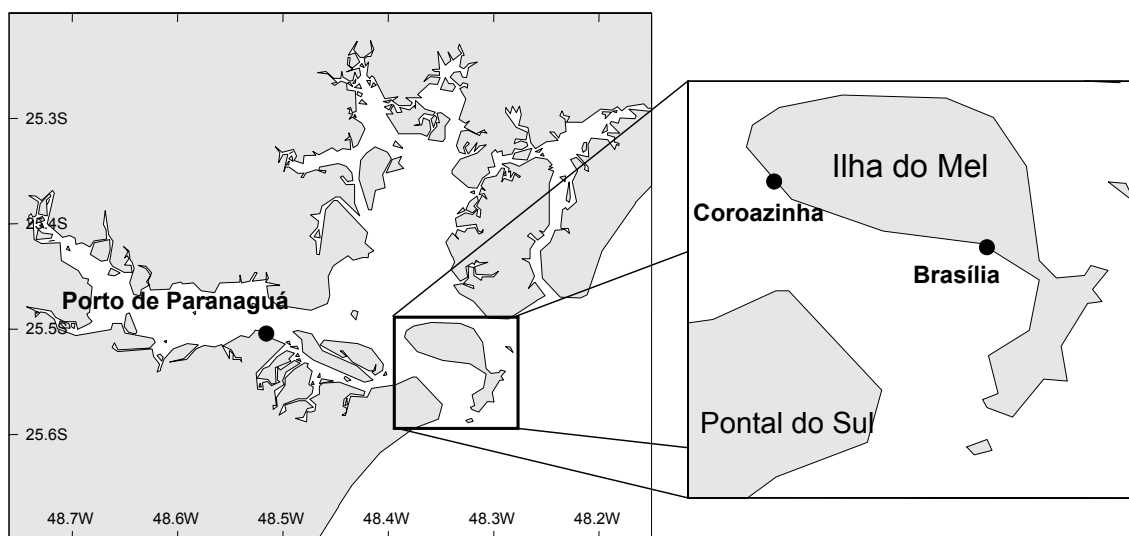 25.3S
25.4S
Porto de Paranaguá
25.5S
25.6S
48.7W
48.6W
48.5W
48.4W
48.3W
48.2W
Ilha do Mel
Coroazinha
Brasília
Pontal do Sul